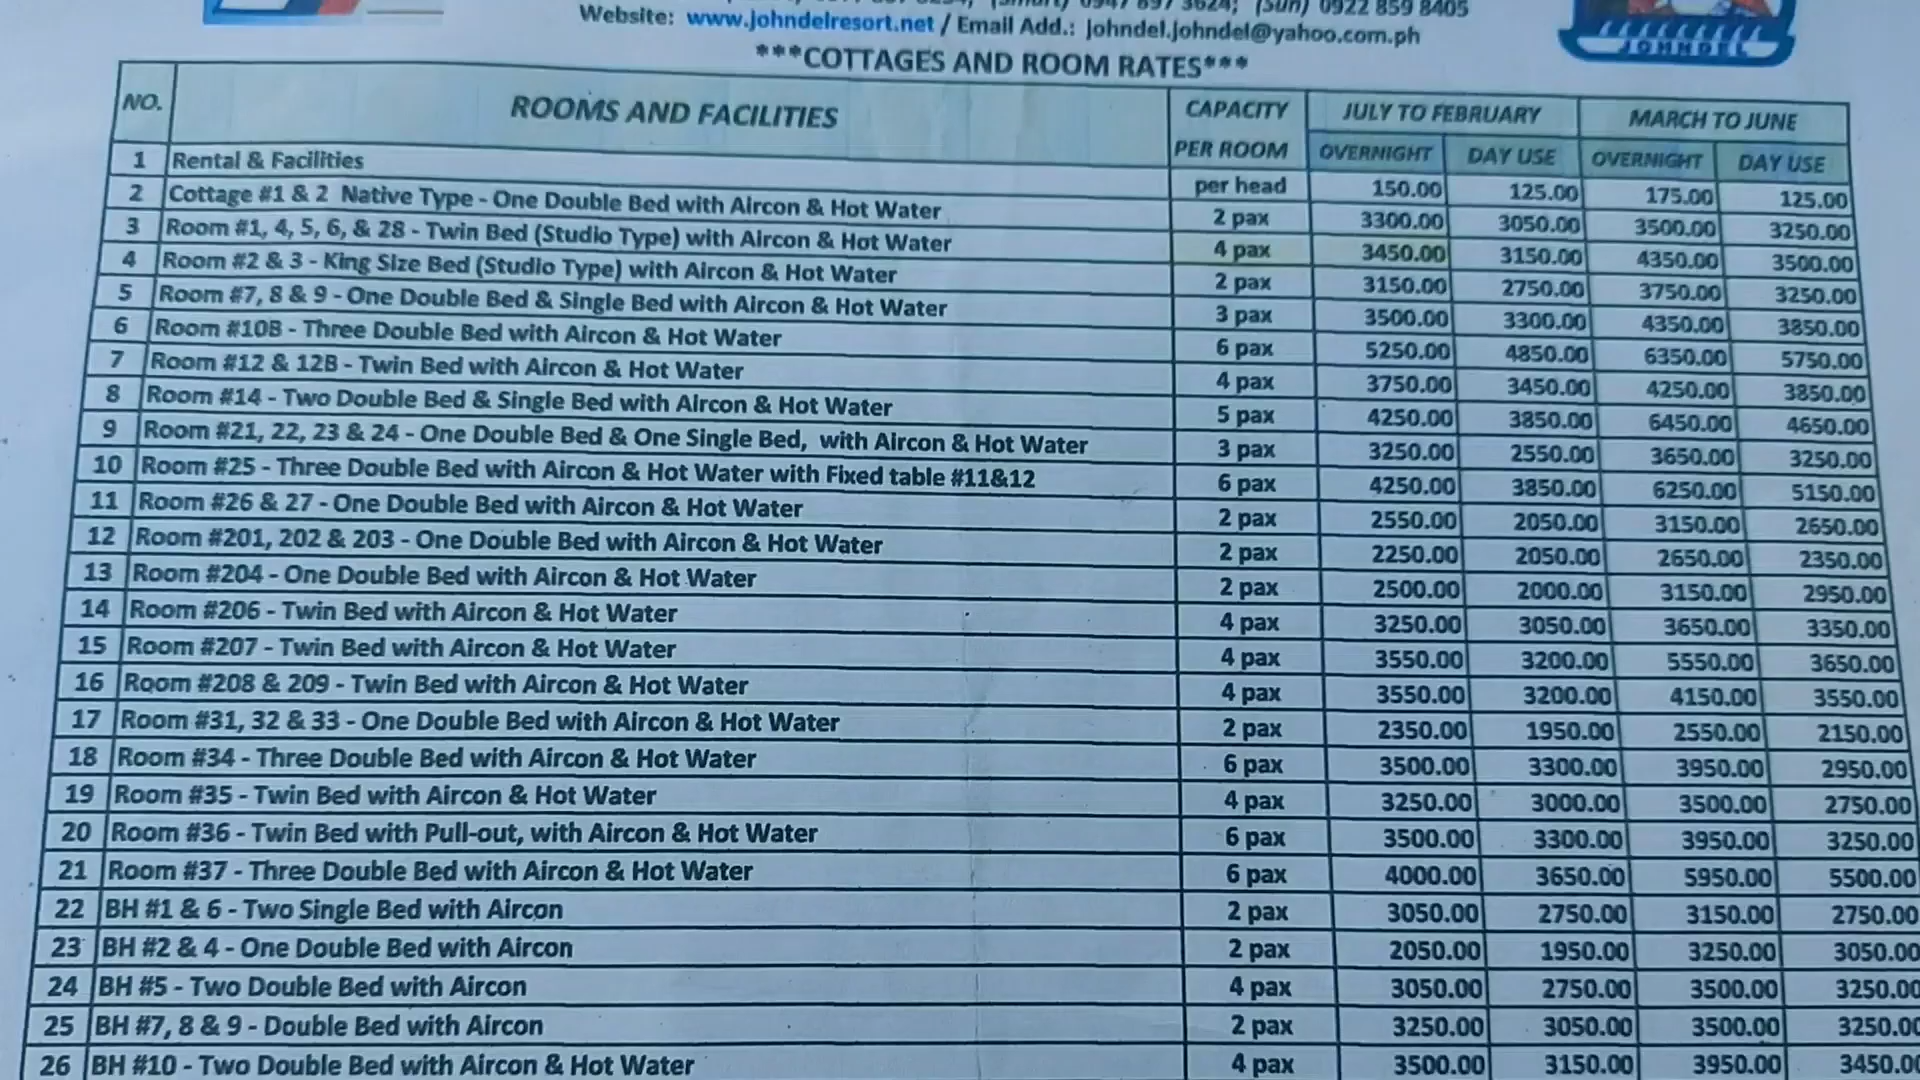 (Sun) 0922 859 8405
Website: www.johndelresort.net / Email Add.: johndel.johndel@yahoo.com.ph
JOHNDEL
***COTTAGES AND ROOM RATES***
NO. ROOMS AND FACILITIES CAPACITY PER ROOM JULY TO FEBRUARY MARCH TO JUNE
OVERNIGHT DAY USE OVERNIGHT DAY USE
1 Rental & Facilities per head 150.00 125.00 175.00 125.00
2 Cottage #1 & 2 Native Type - One Double Bed with Aircon & Hot Water 2 pax 3300.00 3050.00 3500.00 3250.00
3 Room #1, 4, 5, 6, & 28 - Twin Bed (Studio Type) with Aircon & Hot Water 4 pax 3450.00 3150.00 4350.00 3500.00
4 Room #2 & 3 - King Size Bed (Studio Type) with Aircon & Hot Water 2 pax 3150.00 2750.00 3750.00 3250.00
5 Room #7, 8 & 9 - One Double Bed & Single Bed with Aircon & Hot Water 3 pax 3500.00 3300.00 4350.00 3850.00
6 Room #10B - Three Double Bed with Aircon & Hot Water 6 pax 5250.00 4850.00 6350.00 5750.00
7 Room #12 & 12B - Twin Bed with Aircon & Hot Water 4 pax 3750.00 3450.00 4250.00 3850.00
8 Room #14 - Two Double Bed & Single Bed with Aircon & Hot Water 5 pax 4250.00 3850.00 6450.00 4650.00
9 Room #21, 22, 23 & 24 - One Double Bed & One Single Bed, with Aircon & Hot Water 3 pax 3250.00 2550.00 3650.00 3250.00
10 Room #25 - Three Double Bed with Aircon & Hot Water with Fixed table #11&12 6 pax 4250.00 3850.00 6250.00 5150.00
11 Room #26 & 27 - One Double Bed with Aircon & Hot Water 2 pax 2550.00 2050.00 3150.00 2650.00
12 Room #201, 202 & 203 - One Double Bed with Aircon & Hot Water 2 pax 2250.00 2050.00 2650.00 2350.00
13 Room #204 - One Double Bed with Aircon & Hot Water 2 pax 2500.00 2000.00 3150.00 2950.00
14 Room #206 - Twin Bed with Aircon & Hot Water 4 pax 3250.00 3050.00 3650.00 3350.00
15 Room #207 - Twin Bed with Aircon & Hot Water 4 pax 3550.00 3200.00 5550.00 3650.00
16 Room #208 & 209 - Twin Bed with Aircon & Hot Water 4 pax 3550.00 3200.00 4150.00 3550.00
17 Room #31, 32 & 33 - One Double Bed with Aircon & Hot Water 2 pax 2350.00 1950.00 2550.00 2150.00
18 Room #34 - Three Double Bed with Aircon & Hot Water 6 pax 3500.00 3300.00 3950.00 2950.00
19 Room #35 - Twin Bed with Aircon & Hot Water 4 pax 3250.00 3000.00 3500.00 2750.00
20 Room #36 - Twin Bed with Pull-out, with Aircon & Hot Water 6 pax 3500.00 3300.00 3950.00 3250.00
21 Room #37 - Three Double Bed with Aircon & Hot Water 6 pax 4000.00 3650.00 5950.00 5500.00
22 BH #1 & 6 - Two Single Bed with Aircon 2 pax 3050.00 2750.00 3150.00 2750.00
23 BH #2 & 4 - One Double Bed with Aircon 2 pax 2050.00 1950.00 3250.00 3050.00
24 BH #5 - Two Double Bed with Aircon 4 pax 3050.00 2750.00 3500.00 3250.00
25 BH #7, 8 & 9 - Double Bed with Aircon 2 pax 3250.00 3050.00 3500.00 3250.00
26 BH #10 - Two Double Bed with Aircon & Hot Water 4 pax 3500.00 3150.00 3950.00 3450.00